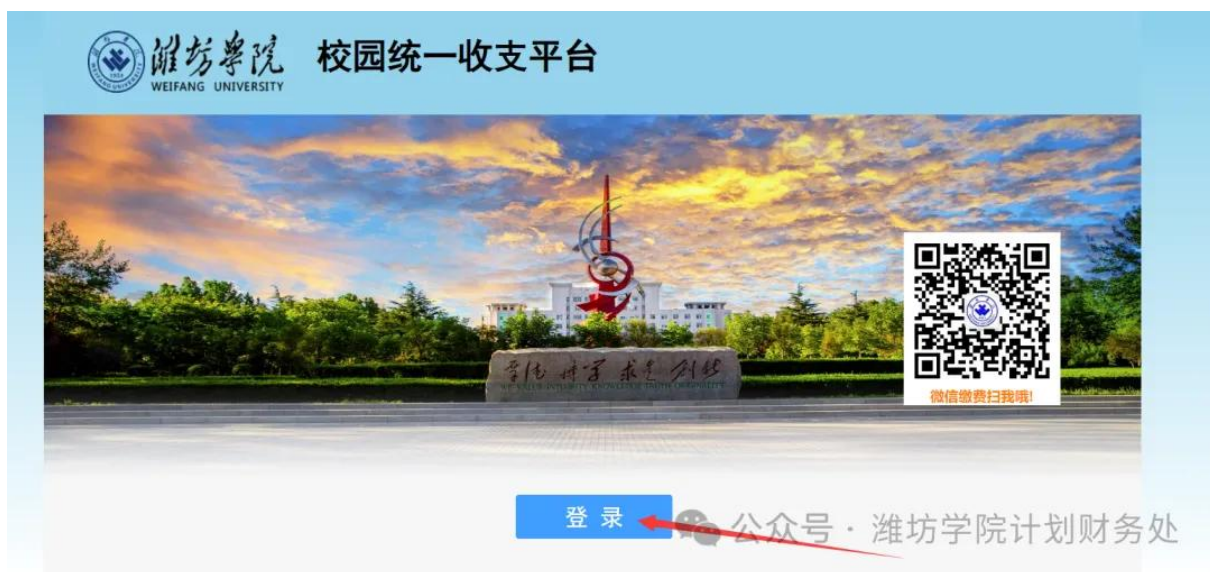 潍坊学院
WEIFANG UNIVERSITY
校园统一收支平台
微信缴费扫我哦!
登 录
公众号 · 潍坊学院计划财务处